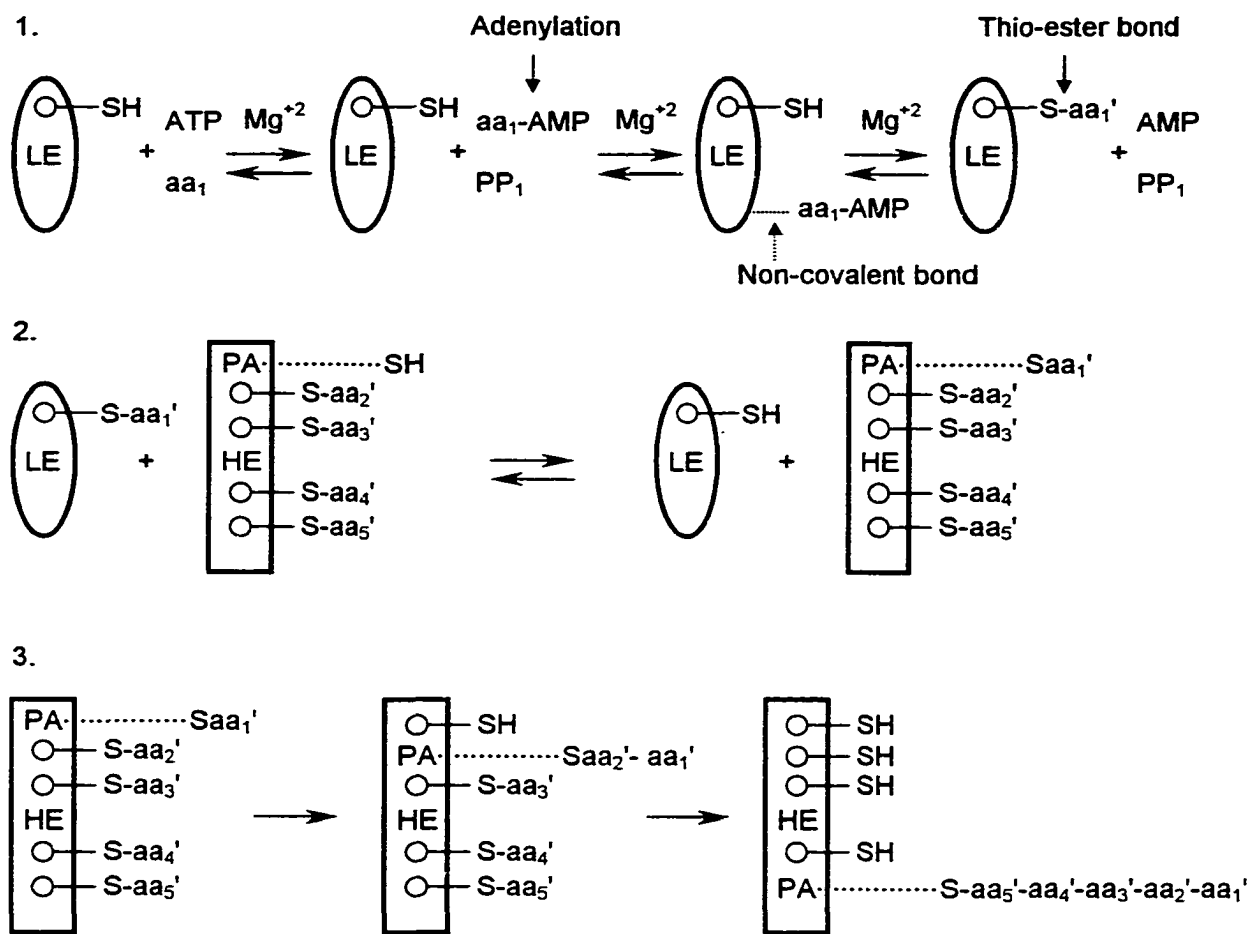 1.
Adenylation
Thio-ester bond
SH
ATP
Mg+2
SH
aa1-AMP
Mg+2
SH
Mg+2
S-aa1'
AMP
LE
+
LE
+
LE
LE
+
aa1
PP1
PP1
aa1-AMP
Non-covalent bond
2.
PA SH
PA Saa1'
S-aa2'
S-aa2'
S-aa1'
S-aa3'
SH
S-aa3'
LE
+
HE
LE
+
HE
S-aa4'
S-aa4'
S-aa5'
S-aa5'
3.
PA Saa1'
SH
SH
S-aa2'
PA Saa2'- aa1'
SH
S-aa3'
S-aa3'
SH
HE
HE
HE
S-aa4'
S-aa4'
SH
S-aa5'
S-aa5'
PA S-aa5'-aa4'-aa3'-aa2'-aa1'